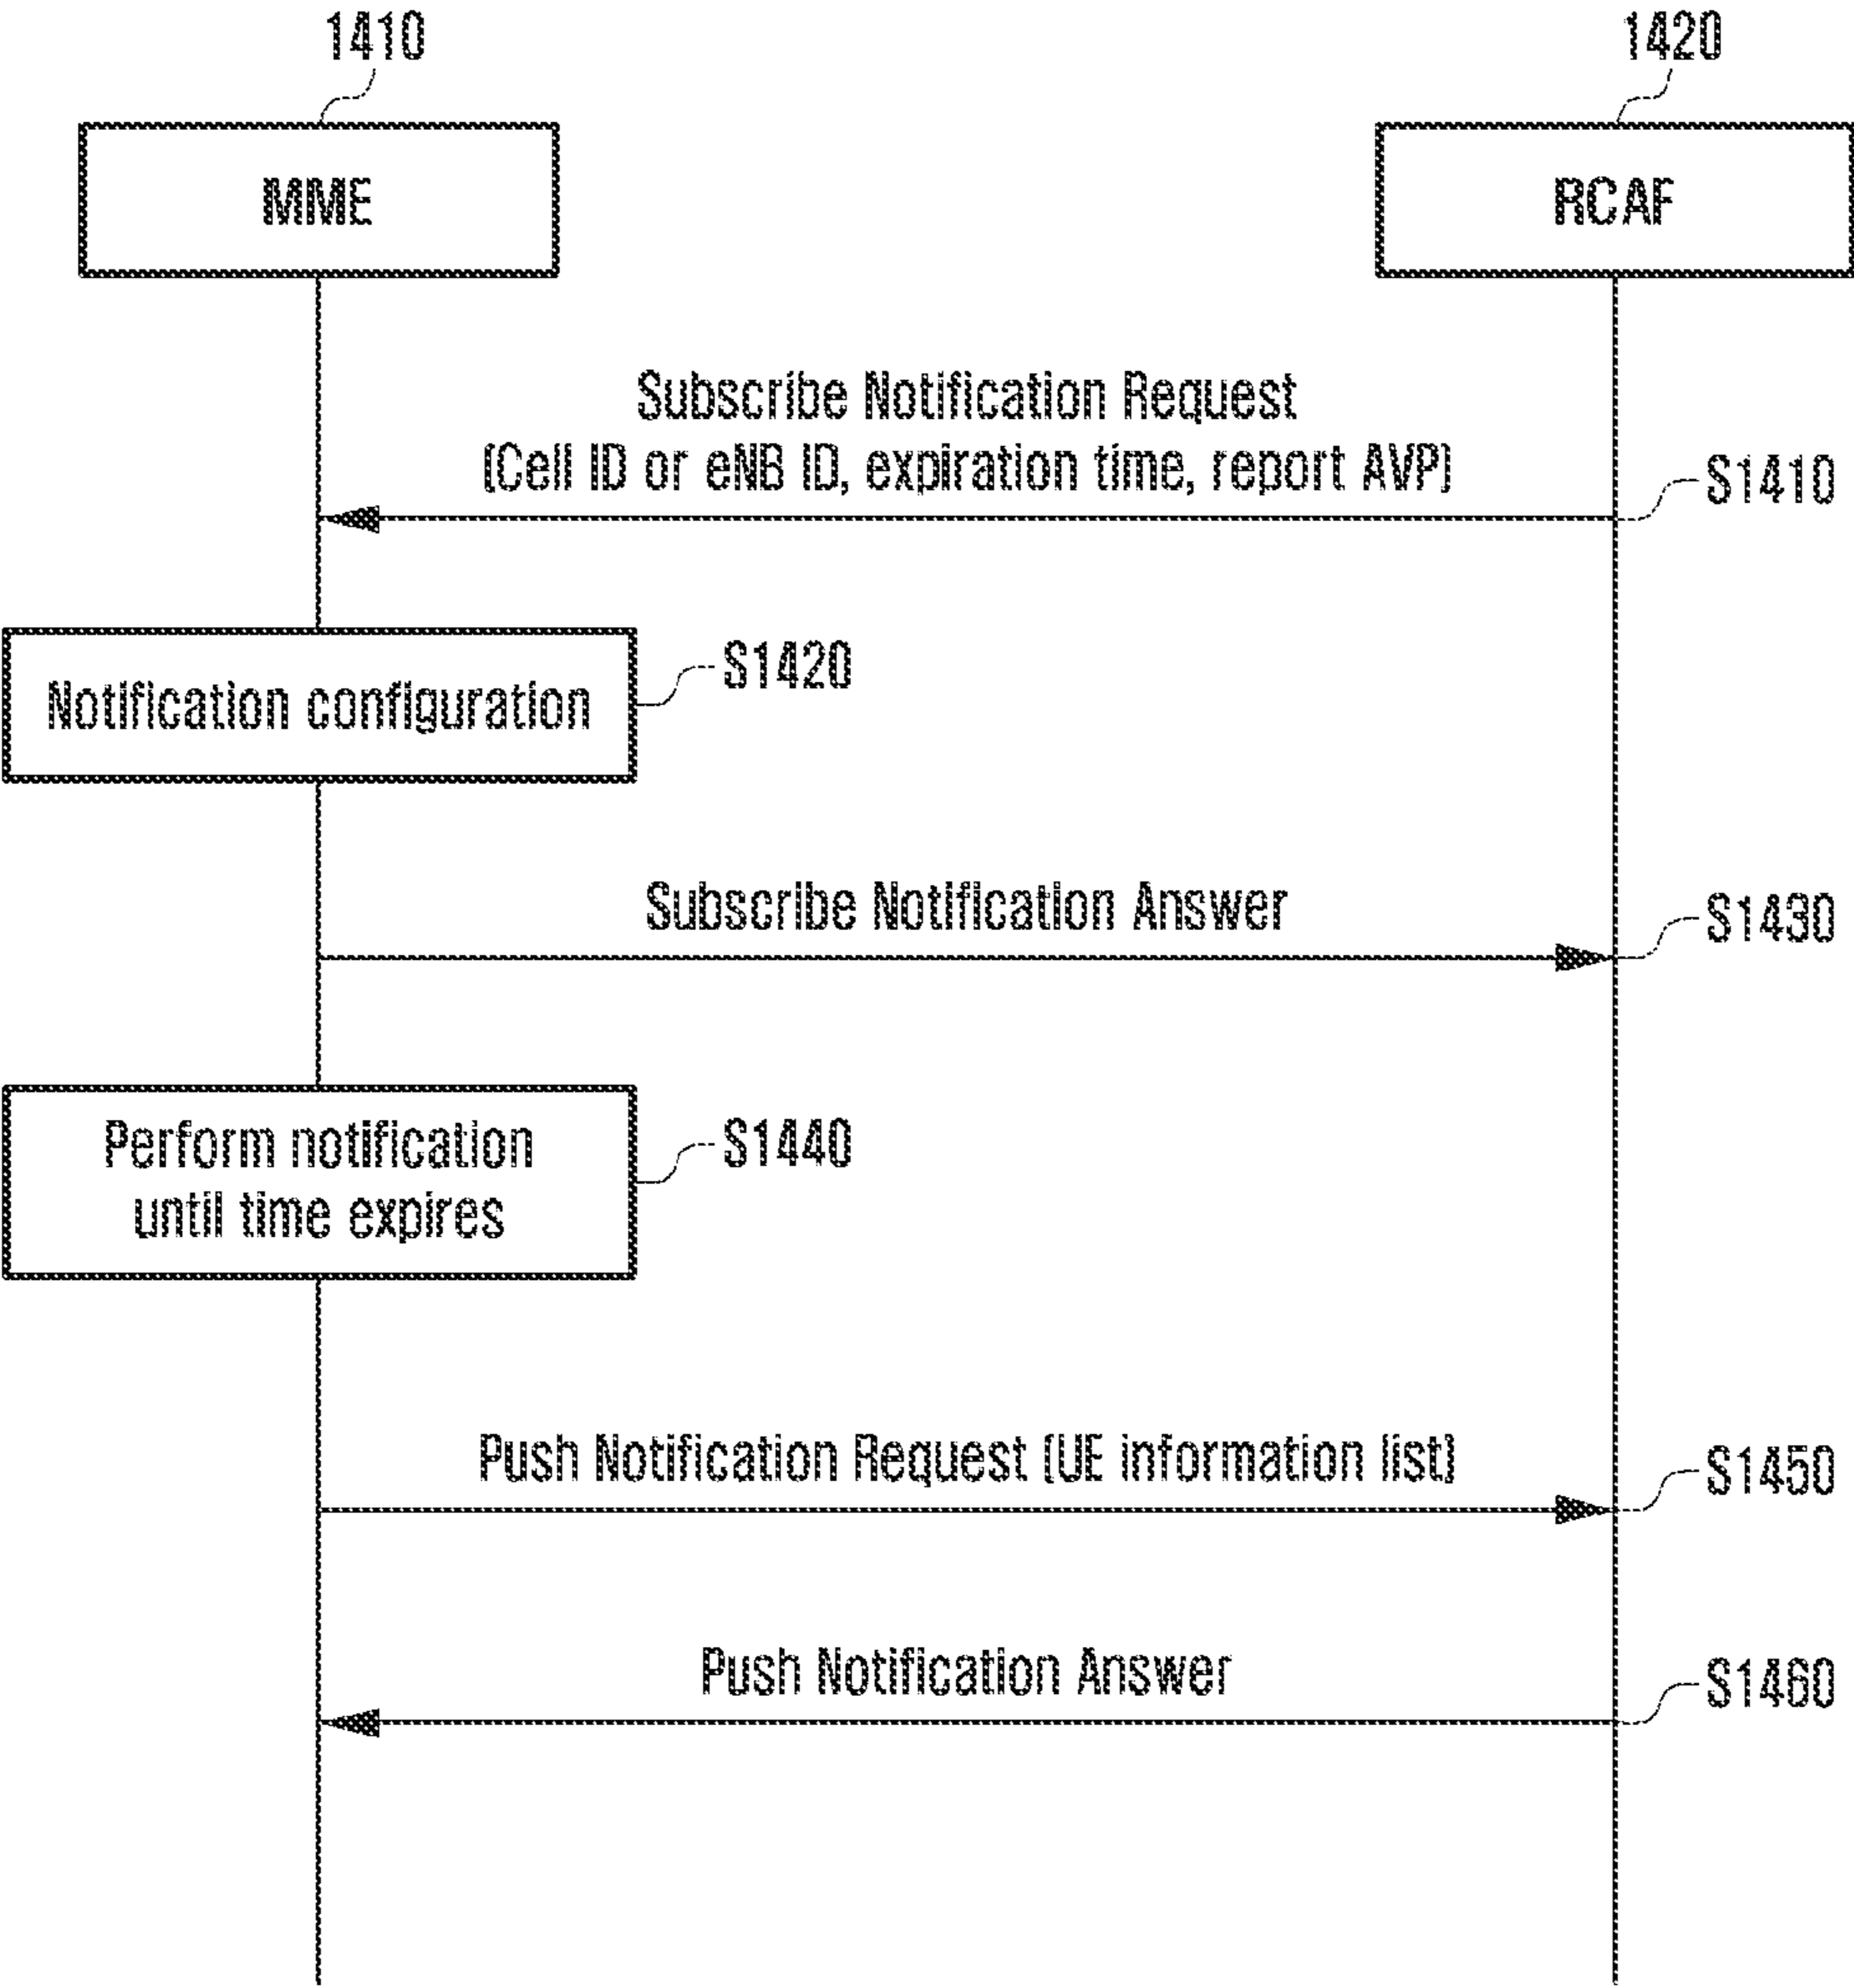 1410
1420
MME
RCAF
Subscribe Notification Request
(Cell ID or eNB ID, expiration time, report AVP)
S1410
Notification configuration
S1420
Subscribe Notification Answer
S1430
Perform notification
until time expires
S1440
Push Notification Request (UE information list)
S1450
Push Notification Answer
S1460